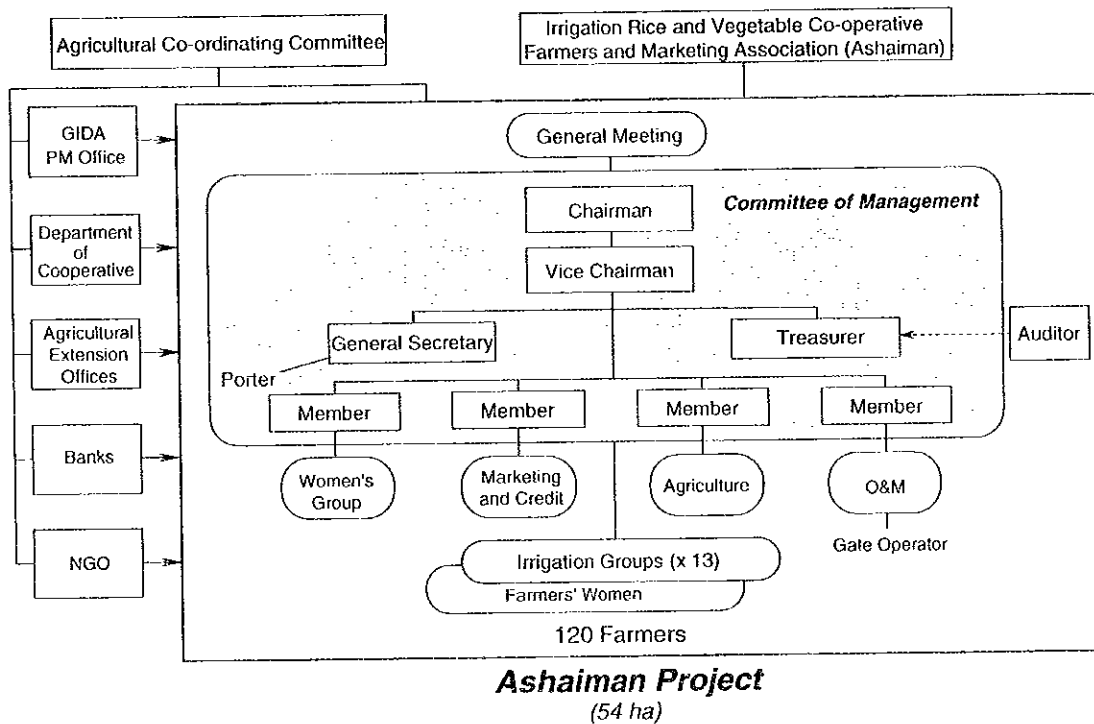 Agricultural Co-ordinating Committee
Irrigation Rice and Vegetable Co-operative
Farmers and Marketing Association (Ashaiman)
GIDA
PM Office
Department
of
Cooperative
Agricultural
Extension
Offices
Banks
NGO
General Meeting
Committee of Management
Chairman
Vice Chairman
General Secretary
Treasurer
Auditor
Porter
Member
Member
Member
Member
Women's
Group
Marketing
and Credit
Agriculture
O&M
Gate Operator
Irrigation Groups (x 13)
Farmers' Women
120 Farmers
Ashaiman Project
(54 ha)